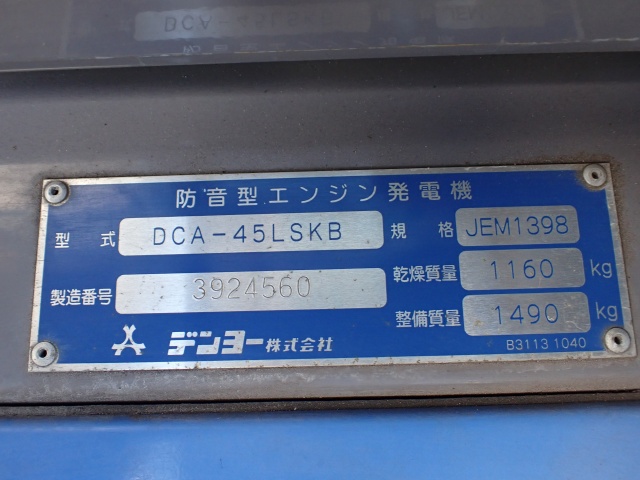 防音型エンジン発電機
型式 DCA-45LSKB 規格 JEM1398
製造番号 3924560 乾燥質量 1160 kg
整備質量 1490 kg
デンヨー株式会社 B3113 1040